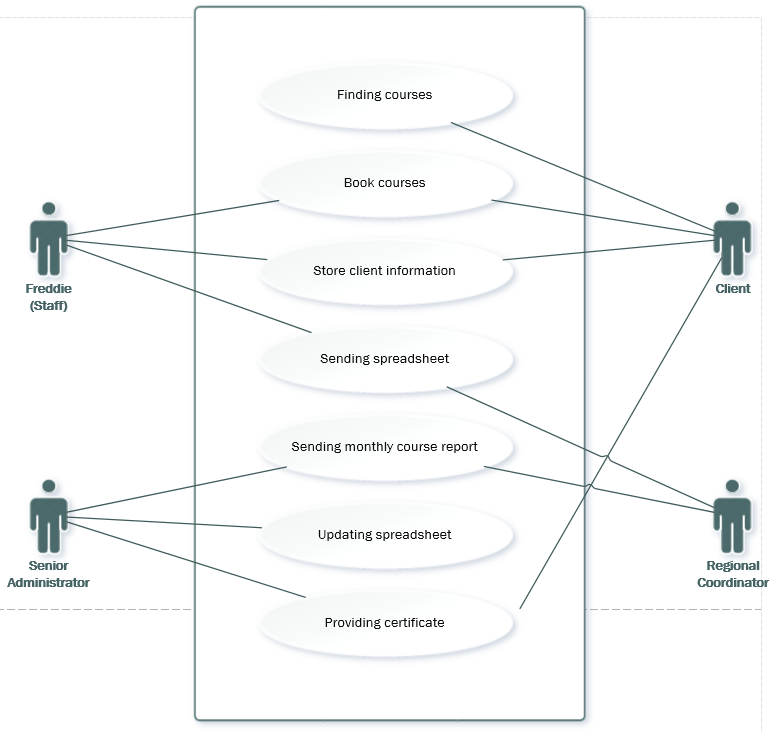 Finding courses
Book courses
Store client information
Sending spreadsheet
Sending monthly course report
Updating spreadsheet
Providing certificate
Freddie
(Staff)
Senior
Administrator
Client
Regional
Coordinator